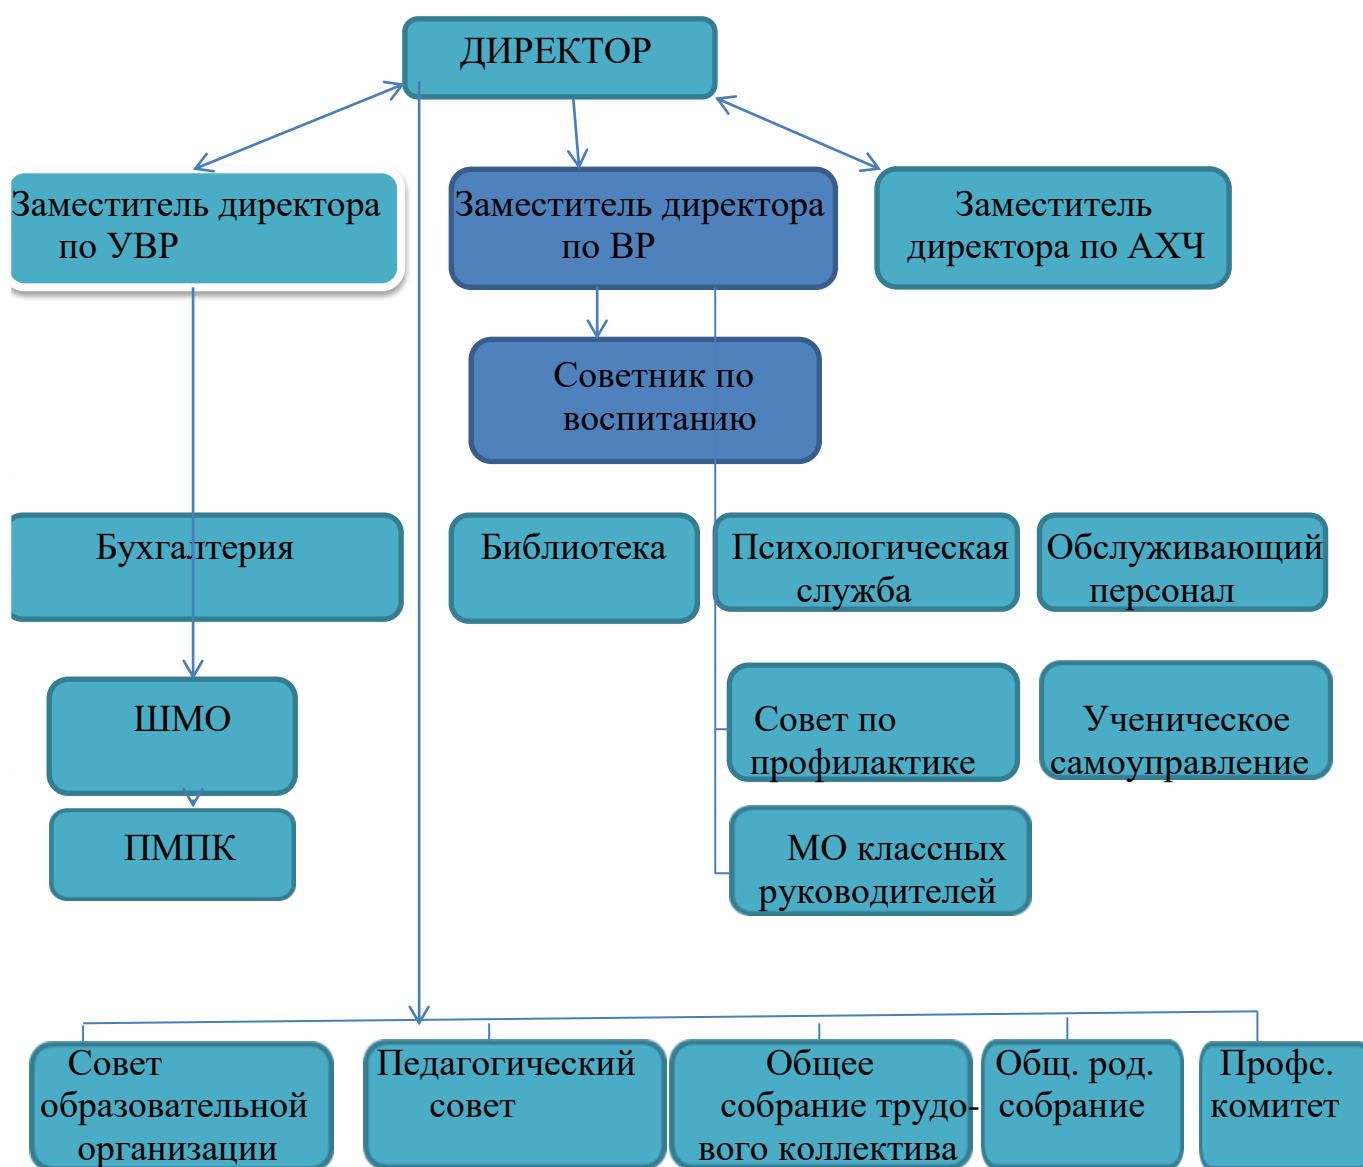 ДИРЕКТОР
Заместитель директора
по УВР
Заместитель директора
по ВР
Заместитель
директора по АХЧ
Советник по
воспитанию
Бухгалтерия
Библиотека
Психологическая
служба
Обслуживающий
персонал
ШМО
Совет по
профилактике
Ученическое
самоуправление
ПМПК
МО классных
руководителей
Совет
образовательной
организации
Педагогический
совет
Общее
собрание трудо-
вого коллектива
Общ. род.
собрание
Профс.
комитет